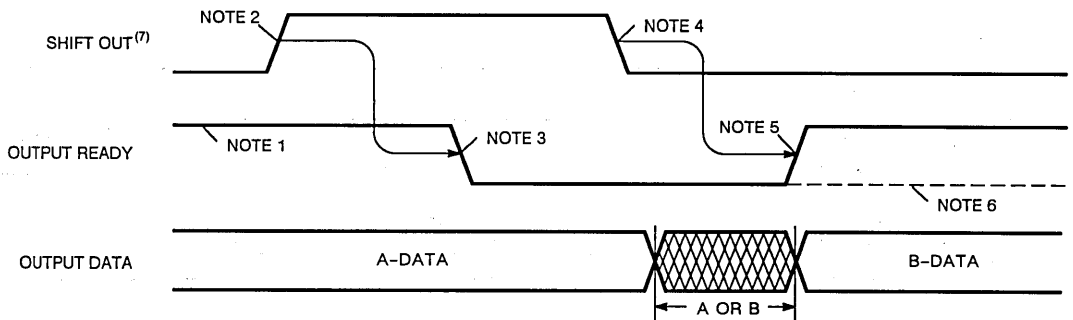 NOTE 2
NOTE 4
SHIFT OUT(7)
NOTE 1
NOTE 3
NOTE 5
OUTPUT READY
NOTE 6
OUTPUT DATA
A-DATA
B-DATA
A OR B